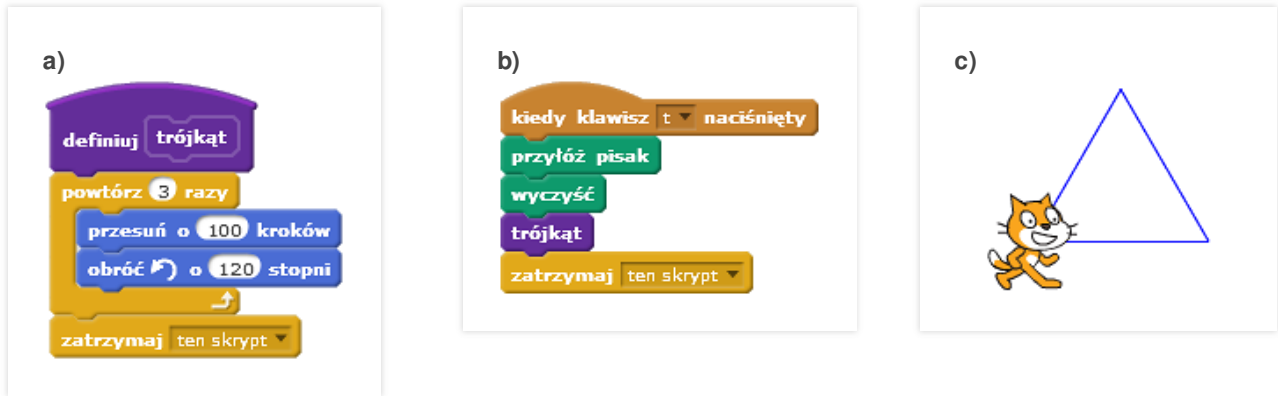 a)
definiuj trójkąt
powtórz 3 razy
przesuń o 100 kroków
obróć o 120 stopni
zatrzymaj ten skrypt
b)
kiedy klawisz t naciśnięty
przyłóż pisak
wyczyść
trójkąt
zatrzymaj ten skrypt
c)